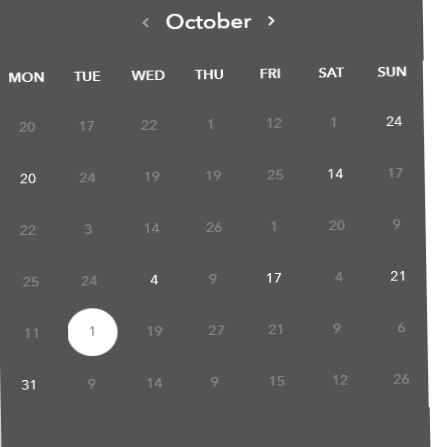 ‹ October ›
MON TUE WED THU FRI SAT SUN
20 17 22 1 12 1 24
20 24 19 19 25 14 17
22 3 14 26 1 20 9
25 24 4 9 17 4 21
11 1 19 27 21 9 6
31 9 14 9 15 12 26